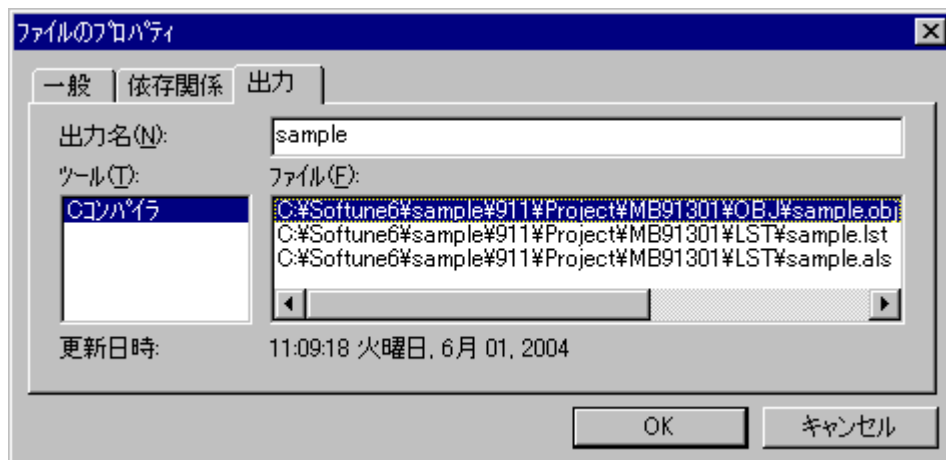 ファイルのプロパティ
一般 依存関係 出力
出力名(N): sample
ツール(T): ファイル(F):
Cコンパイラ C:¥Softune6¥sample¥911¥Project¥MB91301¥OBJ¥sample.obj
C:¥Softune6¥sample¥911¥Project¥MB91301¥LST¥sample.lst
C:¥Softune6¥sample¥911¥Project¥MB91301¥LST¥sample.als
更新日時: 11:09:18 火曜日, 6月 01, 2004
OK キャンセル